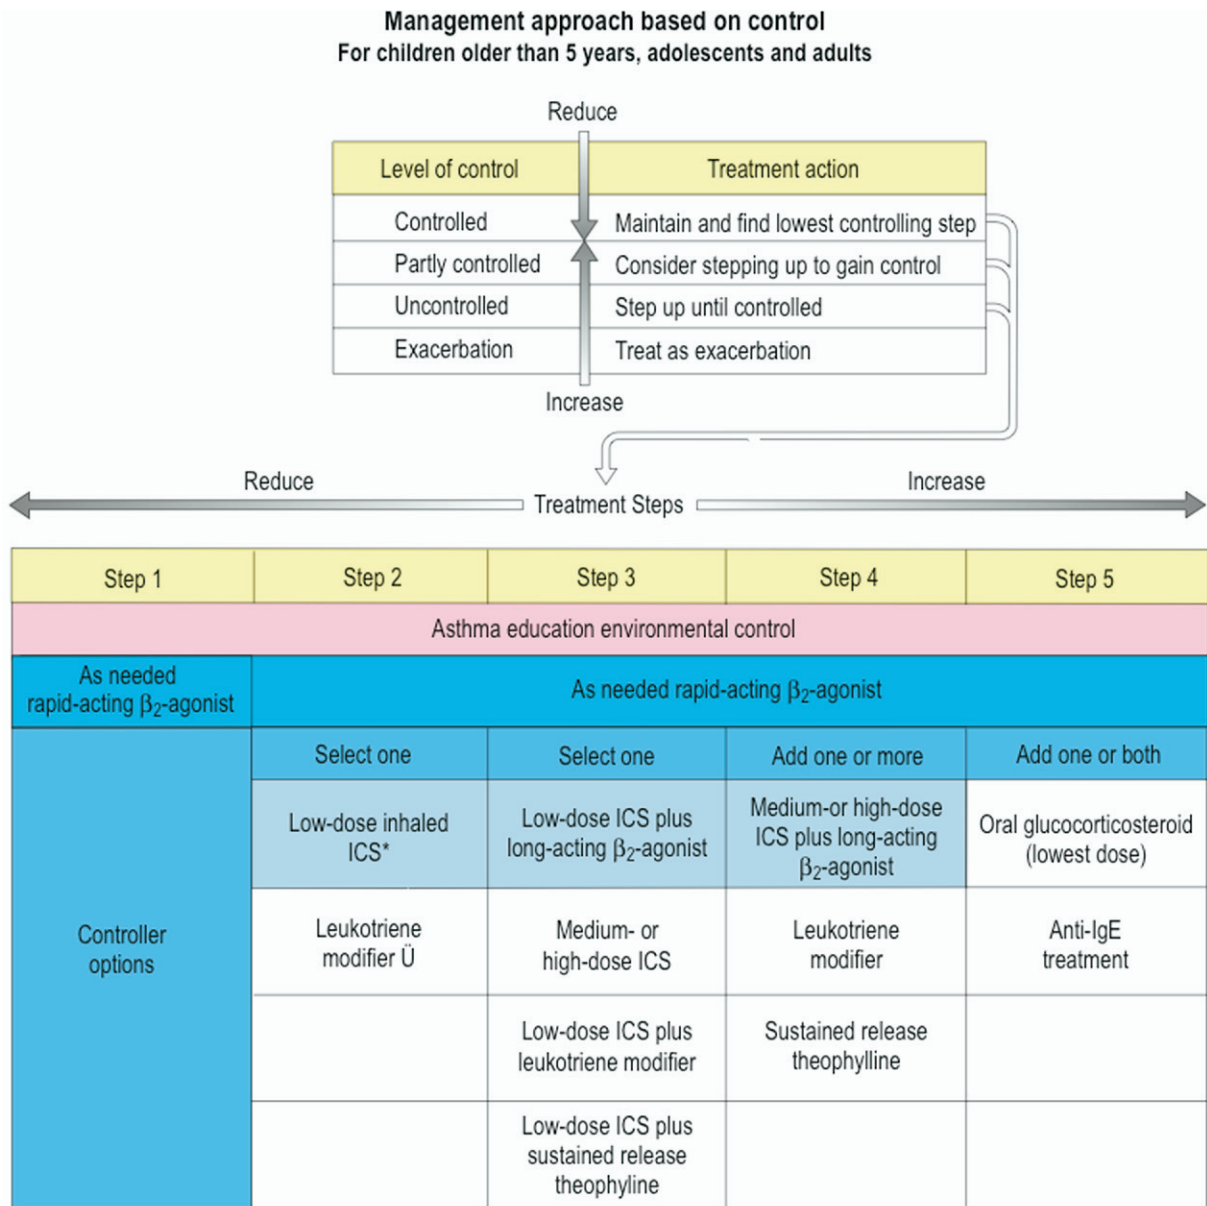 Management approach based on control
For children older than 5 years, adolescents and adults
Reduce
Level of control
Treatment action
Controlled
Maintain and find lowest controlling step
Partly controlled
Consider stepping up to gain control
Uncontrolled
Step up until controlled
Exacerbation
Treat as exacerbation
Increase
Reduce
Treatment Steps
Increase
Step 1
Step 2
Step 3
Step 4
Step 5
Asthma education environmental control
As needed
rapid-acting β₂-agonist
As needed rapid-acting β₂-agonist
Controller
options
Select one
Select one
Add one or more
Add one or both
Low-dose inhaled
ICS*
Low-dose ICS plus
long-acting β₂-agonist
Medium-or high-dose
ICS plus long-acting
β₂-agonist
Oral glucocorticosteroid
(lowest dose)
Leukotriene
modifier Ü
Medium- or
high-dose ICS
Leukotriene
modifier
Anti-IgE
treatment
Low-dose ICS plus
leukotriene modifier
Sustained release
theophylline
Low-dose ICS plus
sustained release
theophyline